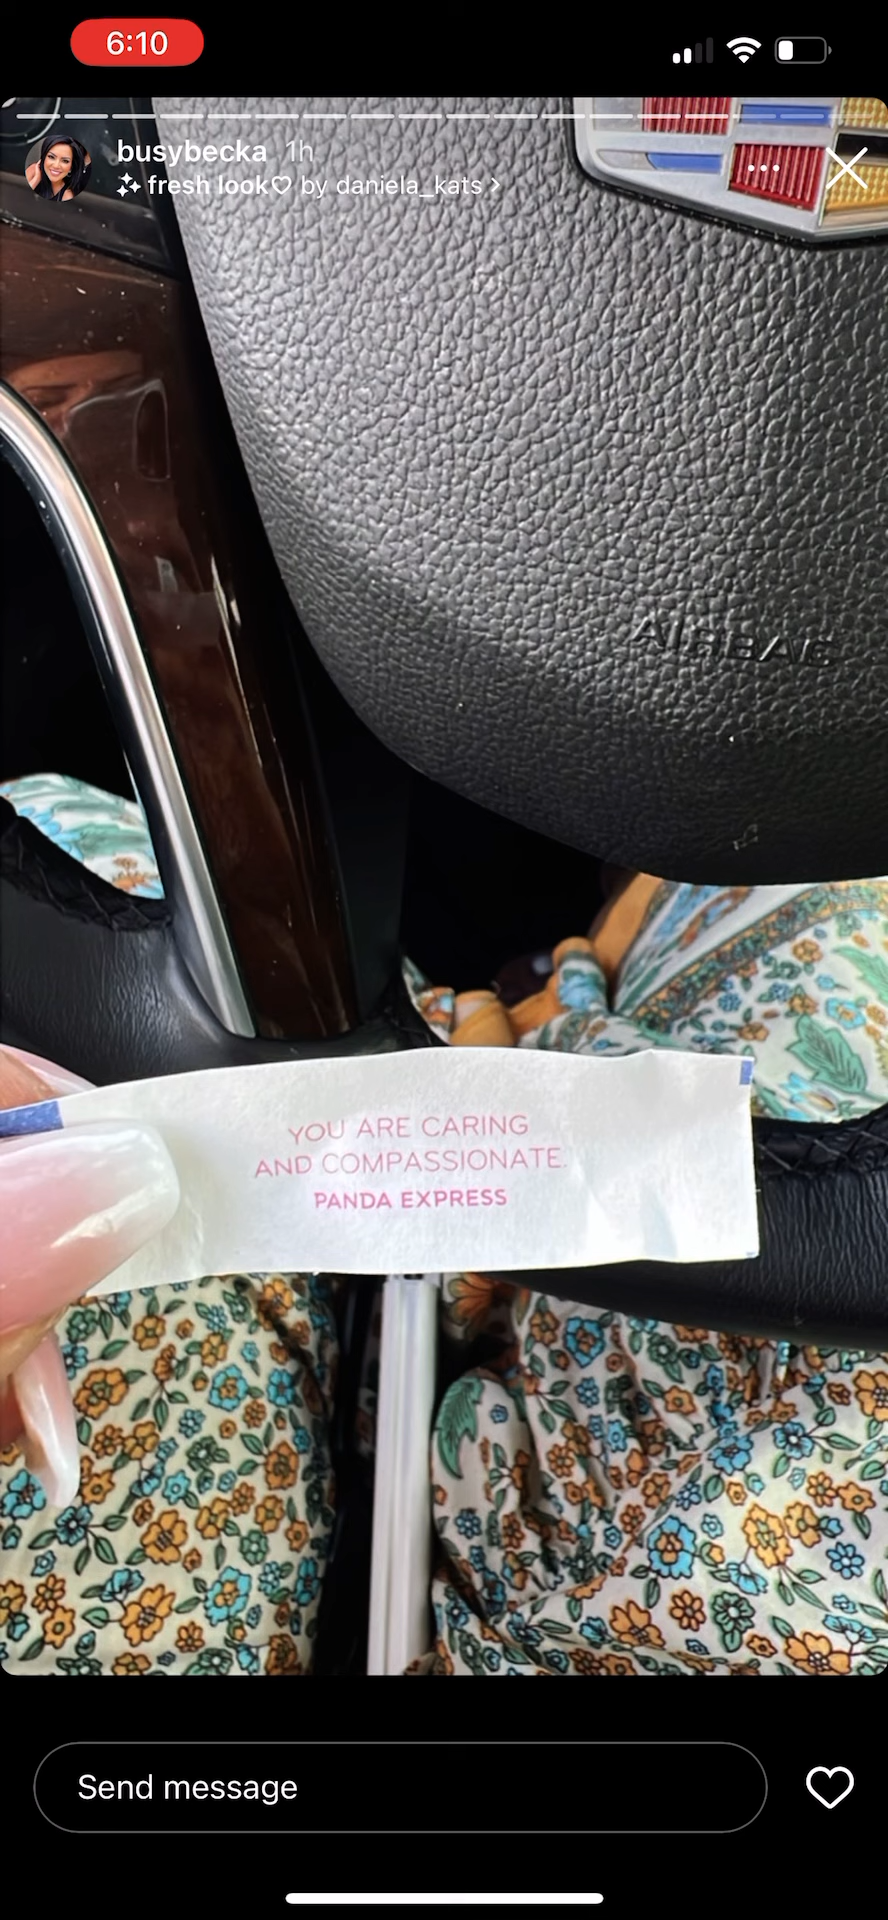 6:10
busybecka 1h
fresh look♡ by daniela_kats >
AIRBAG
YOU ARE CARING
AND COMPASSIONATE.
PANDA EXPRESS
Send message